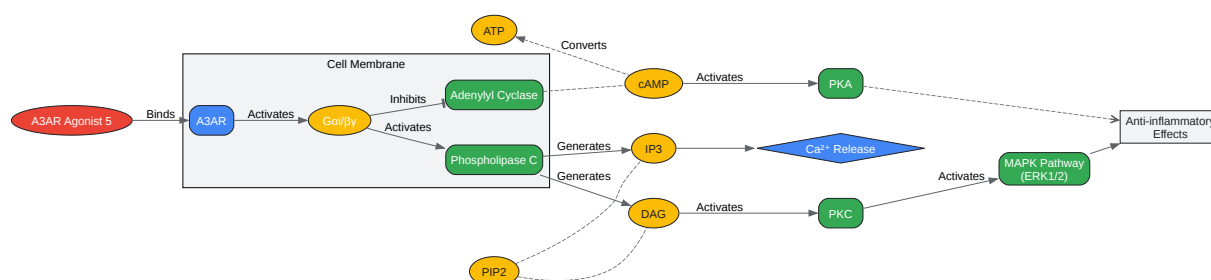 ATP
Converts
Cell Membrane
Adenylyl Cyclase
cAMP
Activates
PKA
Inhibits
A3AR Agonist 5
Binds
A3AR
Activates
Gαi/βγ
Activates
Anti-inflammatory
Effects
Phospholipase C
Generates
IP3
Ca²⁺ Release
Generates
MAPK Pathway
(ERK1/2)
Activates
DAG
Activates
PKC
PIP2